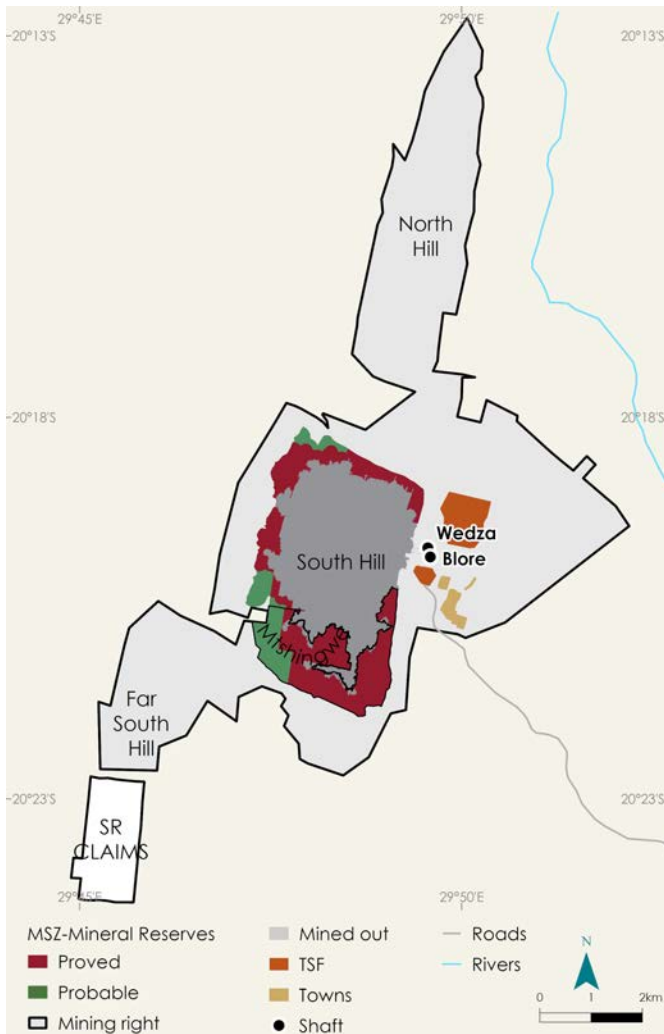 29°45'E
29°50'E
20°13'S
20°13'S
North
Hill
20°18'S
20°18'S
Wedza
Blore
South Hill
Mtshingwe
Far
South
Hill
20°23'S
20°23'S
SR
CLAIMS
29°45'E
29°50'E
MSZ-Mineral Reserves
Proved
Probable
Mining right
Mined out
TSF
Towns
Shaft
Roads
Rivers
N
0 1 2km